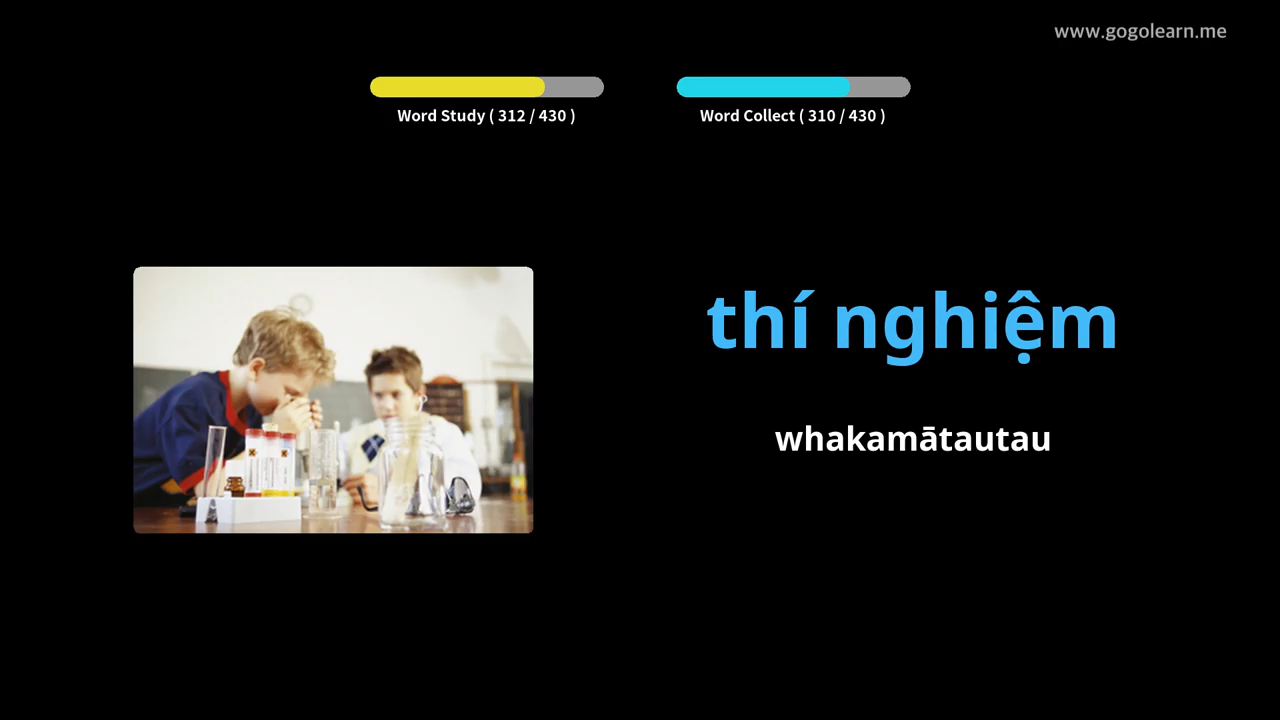 www.gogolearn.me
Word Study ( 312 / 430 )
Word Collect ( 310 / 430 )
thí nghiệm
whakamātautau